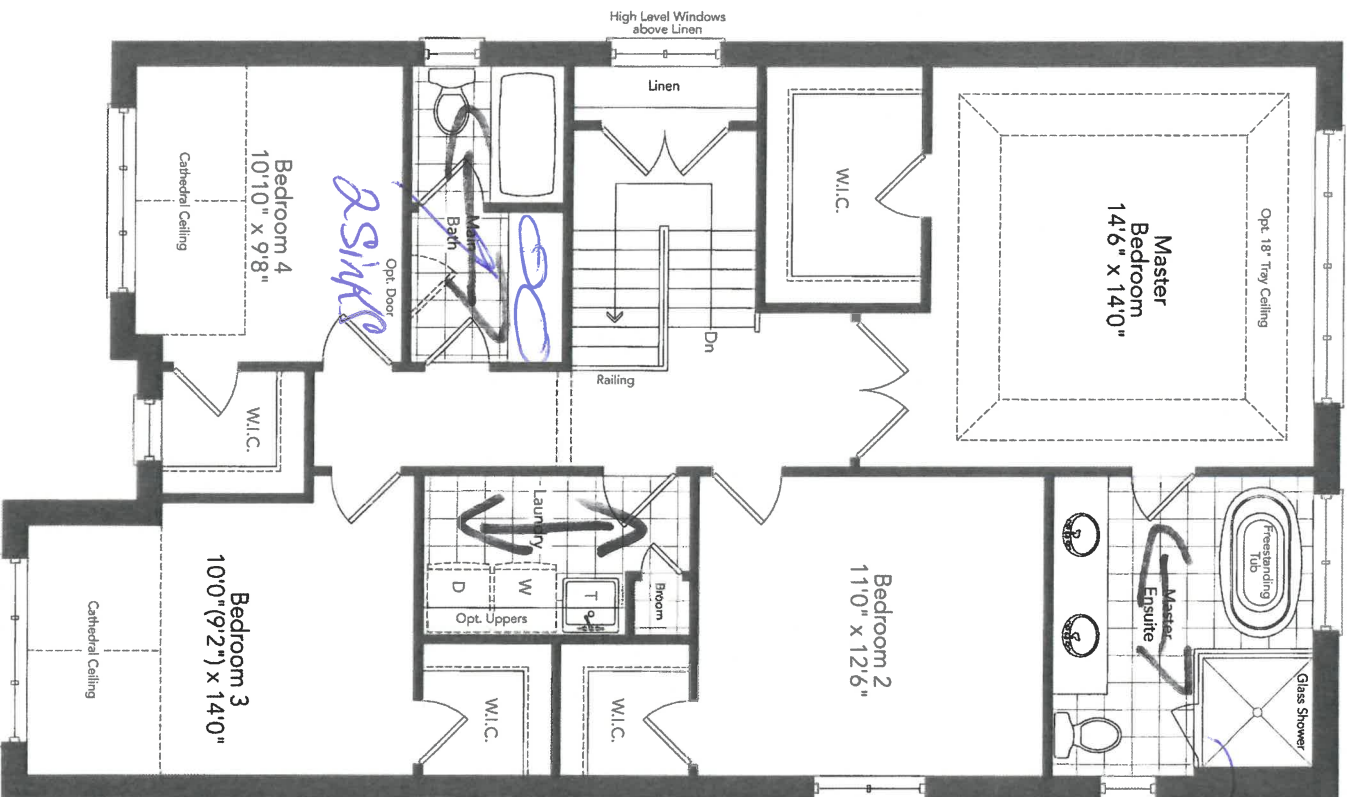 High Level Windows
above Linen
Linen
W.I.C.
Master
Bedroom
14'6" x 14'0"
Opt. 18" Tray Ceiling
Bedroom 4
10'10" x 9'8"
Cathedral Ceiling
2 Sink
Opt. Door
Main
Bath
Dn
Railing
W.I.C.
Laundry
D
W
T
Opt. Uppers
Broom
Bedroom 2
11'0" x 12'6"
Master
Ensuite
Freestanding
Tub
Glass Shower
Bedroom 3
10'0" (9'2") x 14'0"
Cathedral Ceiling
W.I.C.
W.I.C.